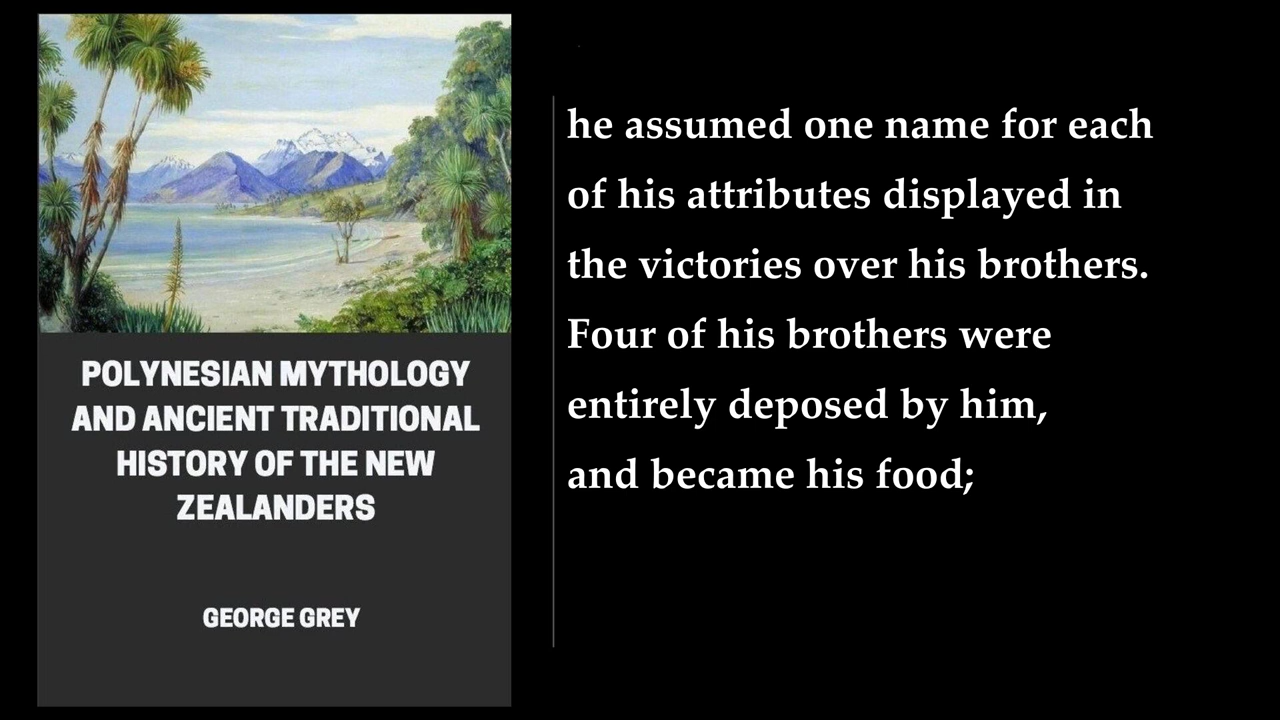 POLYNESIAN MYTHOLOGY
AND ANCIENT TRADITIONAL
HISTORY OF THE NEW
ZEALANDERS
GEORGE GREY
he assumed one name for each
of his attributes displayed in
the victories over his brothers.
Four of his brothers were
entirely deposed by him,
and became his food;